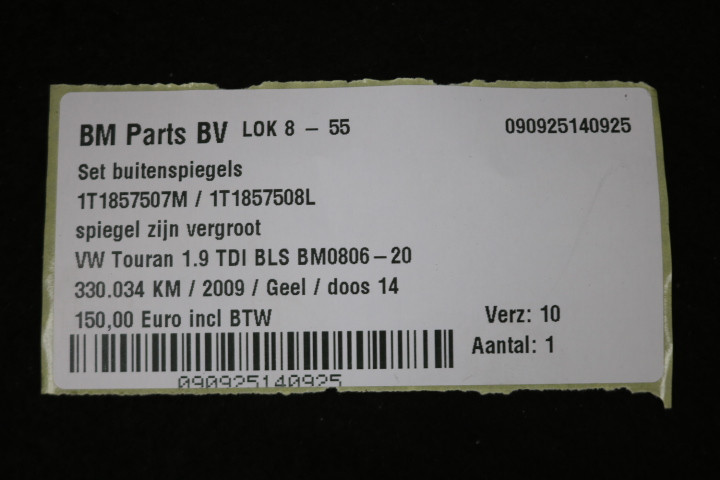 BM Parts BV LOK 8 - 55 090925140925
Set buitenspiegels
1T1857507M / 1T1857508L
spiegel zijn vergroot
VW Touran 1.9 TDI BLS BM0806-20
330.034 KM / 2009 / Geel / doos 14
150,00 Euro incl BTW Verz: 10
Aantal: 1
090925140925